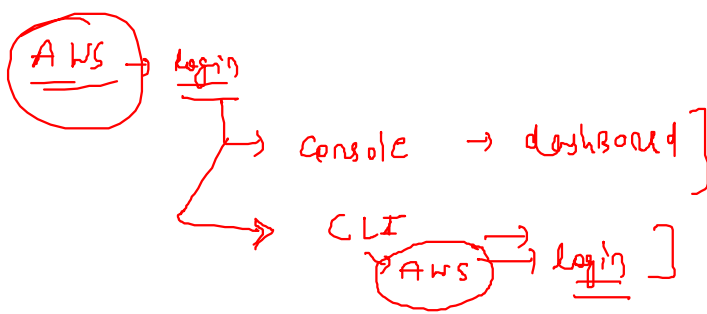 AWS → login
→ Console → dashboard ]
→ CLI
AWS → login ]